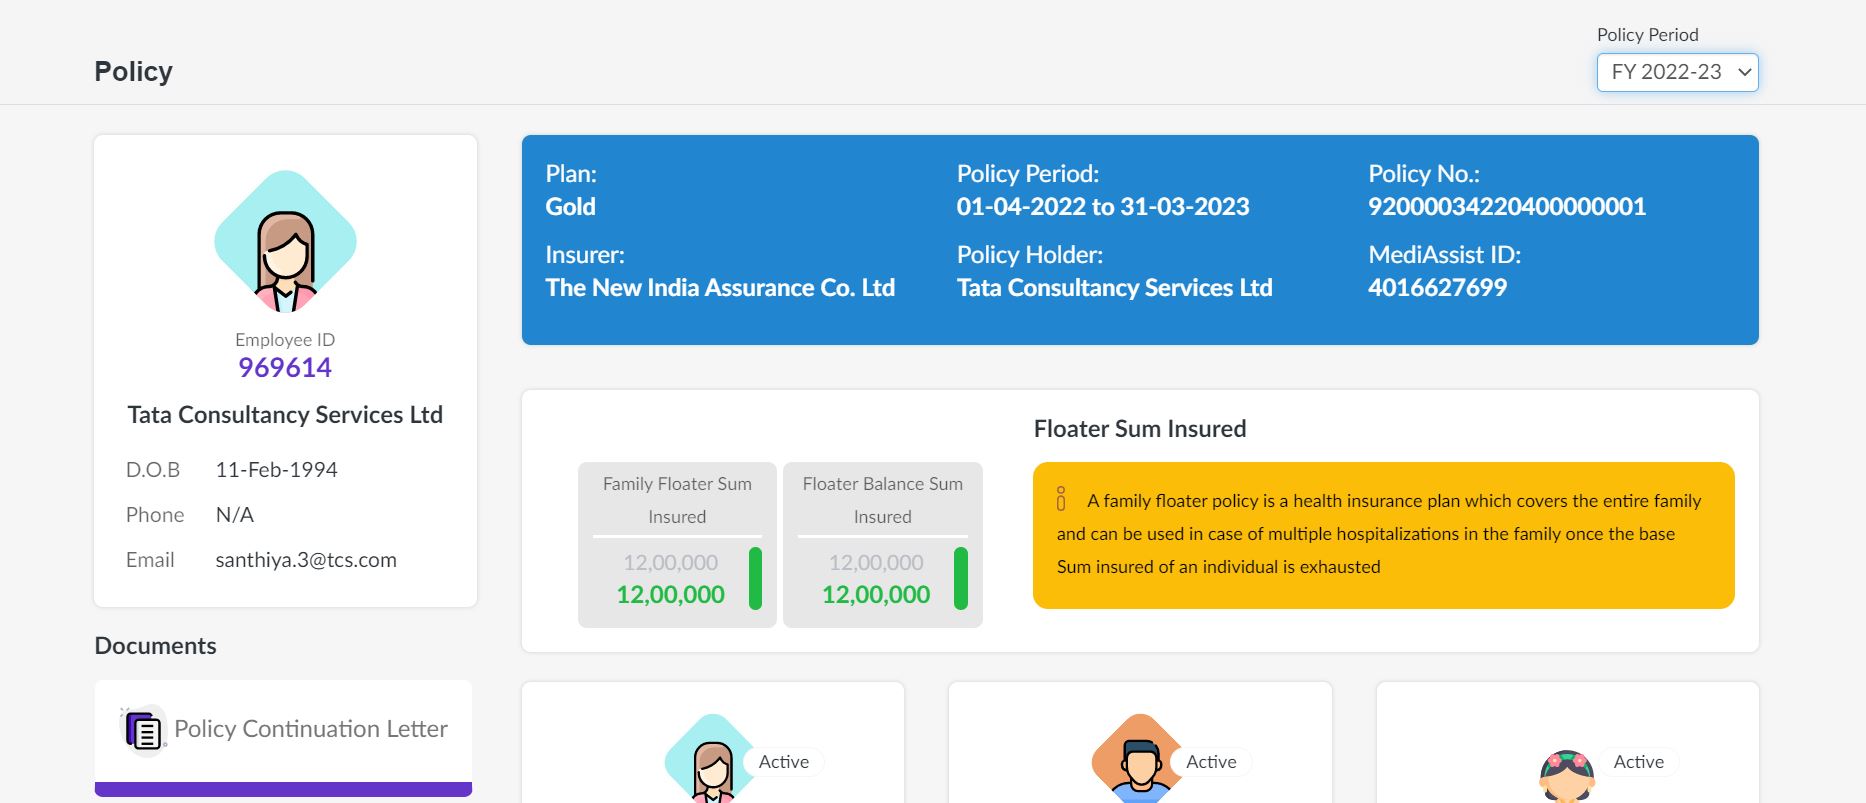 Policy
Policy Period
FY 2022-23
Employee ID
969614
Tata Consultancy Services Ltd
D.O.B 11-Feb-1994
Phone N/A
Email santhiya.3@tcs.com
Documents
Policy Continuation Letter
Plan:
Gold
Policy Period:
01-04-2022 to 31-03-2023
Policy No.:
92000034220400000001
Insurer:
The New India Assurance Co. Ltd
Policy Holder:
Tata Consultancy Services Ltd
MediAssist ID:
4016627699
Family Floater Sum
Insured
12,00,000
12,00,000
Floater Balance Sum
Insured
12,00,000
12,00,000
Floater Sum Insured
A family floater policy is a health insurance plan which covers the entire family
and can be used in case of multiple hospitalizations in the family once the base
Sum insured of an individual is exhausted
Active
Active
Active